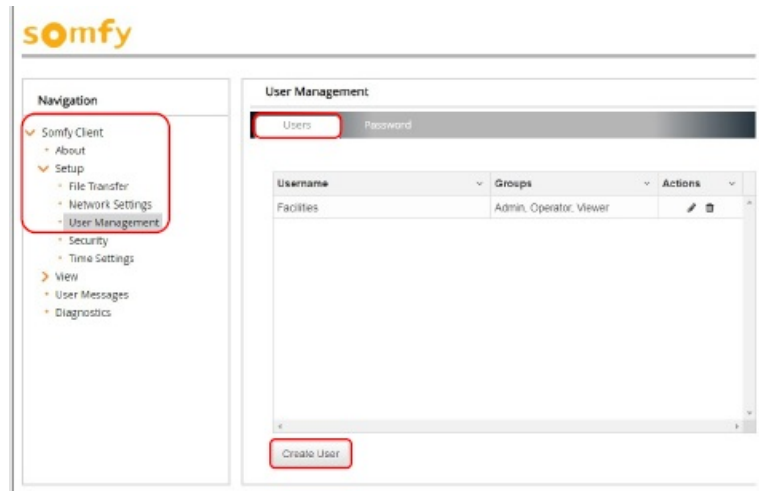 somfy
Navigation
Somfy Client
About
Setup
File Transfer
Network Settings
User Management
Security
Time Settings
View
User Messages
Diagnostics
User Management
Users Password
Username Groups Actions
Facilities Admin, Operator, Viewer
Create User